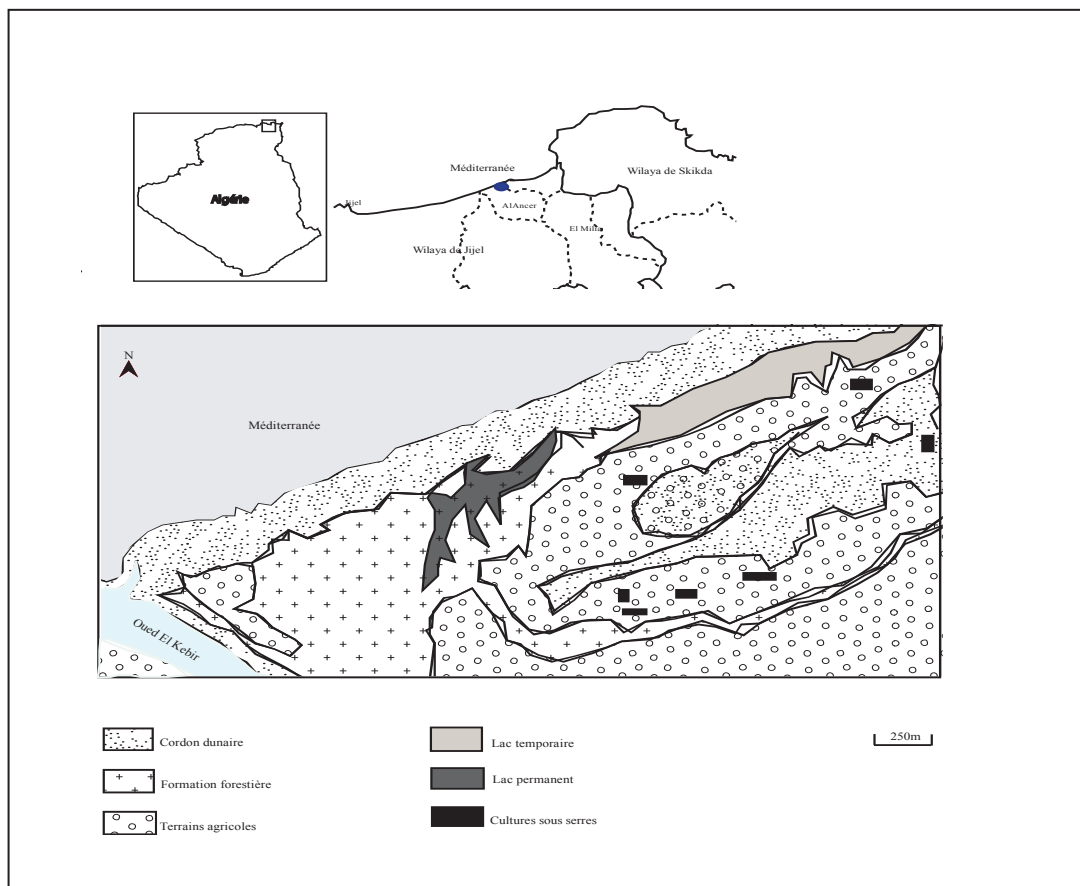 Algérie
Méditerranée
Wilaya de Skikda
Jijel
AlAncer
El Milia
Wilaya de Jijel
N
Méditerranée
Oued El Kebir
Cordon dunaire
Formation forestière
Terrains agricoles
Lac temporaire
Lac permanent
Cultures sous serres
250m